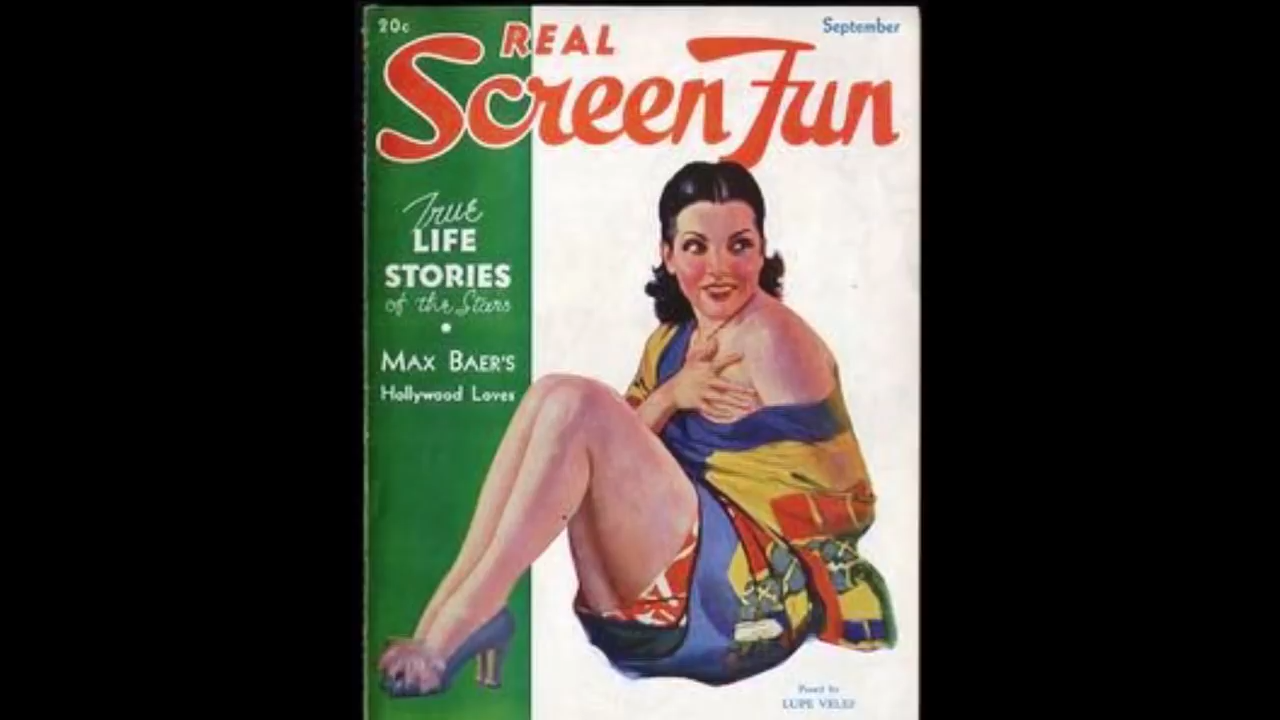 20c
REAL
September
Screen Fun
True
LIFE
STORIES
of the Stars
MAX BAER'S
Hollywood Loves
Posed by
LUPE VELEZ